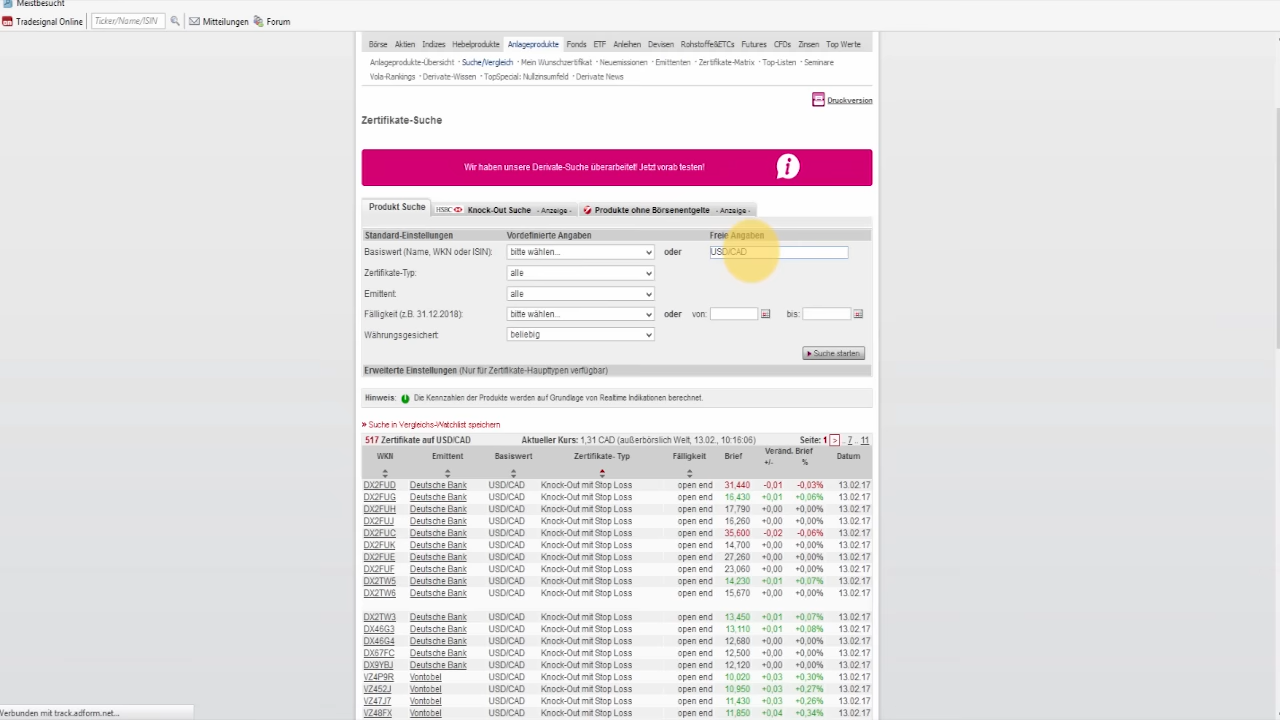 Meistbesucht
Tradesignal Online Ticker/Name/ISIN Mitteilungen Forum
Börse Aktien Indizes Hebelprodukte Anlageprodukte Fonds ETF Anleihen Devisen Rohstoffe&ETCs Futures CFDs Zinsen Top Werte
Anlageprodukte-Übersicht · Suche/Vergleich · Mein Wunschzertifikat · Neuemissionen · Emittenten · Zertifikate-Matrix · Top-Listen · Seminare
Vola-Rankings · Derivate-Wissen · TopSpecial: Nullzinsumfeld · Derivate News
Druckversion
Zertifikate-Suche
Wir haben unsere Derivate-Suche überarbeitet! Jetzt vorab testen! i
Produkt Suche HSBC Knock-Out Suche - Anzeige - Produkte ohne Börsenentgelte - Anzeige -
Standard-Einstellungen Vordefinierte Angaben Freie Angaben
Basiswert (Name, WKN oder ISIN): bitte wählen... oder USD/CAD
Zertifikate-Typ: alle
Emittent: alle
Fälligkeit (z.B. 31.12.2018): bitte wählen... oder von: bis:
Währungsgesichert: beliebig
Suche starten
Erweiterte Einstellungen (Nur für Zertifikate-Haupttypen verfügbar)
Hinweis: Die Kennzahlen der Produkte werden auf Grundlage von Realtime Indikationen berechnet.
» Suche in Vergleichs-Watchlist speichern
517 Zertifikate auf USD/CAD Aktueller Kurs: 1,31 CAD (außerbörslich Welt, 13.02., 10:16:06) Seite: 1 > .. 7 .. 11
WKN Emittent Basiswert Zertifikate- Typ Fälligkeit Brief Veränd. Brief +/- % Datum
DX2FUD Deutsche Bank USD/CAD Knock-Out mit Stop Loss open end 31,440 -0,01 -0,03% 13.02.17
DX2FUG Deutsche Bank USD/CAD Knock-Out mit Stop Loss open end 16,430 +0,01 +0,06% 13.02.17
DX2FUH Deutsche Bank USD/CAD Knock-Out mit Stop Loss open end 17,790 +0,00 +0,00% 13.02.17
DX2FUJ Deutsche Bank USD/CAD Knock-Out mit Stop Loss open end 16,260 +0,00 +0,00% 13.02.17
DX2FUC Deutsche Bank USD/CAD Knock-Out mit Stop Loss open end 35,600 -0,02 -0,06% 13.02.17
DX2FUK Deutsche Bank USD/CAD Knock-Out mit Stop Loss open end 14,700 +0,00 +0,00% 13.02.17
DX2FUE Deutsche Bank USD/CAD Knock-Out mit Stop Loss open end 27,260 +0,00 +0,00% 13.02.17
DX2FUF Deutsche Bank USD/CAD Knock-Out mit Stop Loss open end 23,060 +0,00 +0,00% 13.02.17
DX2TW5 Deutsche Bank USD/CAD Knock-Out mit Stop Loss open end 14,230 +0,01 +0,07% 13.02.17
DX2TW6 Deutsche Bank USD/CAD Knock-Out mit Stop Loss open end 15,670 +0,00 +0,00% 13.02.17
DX2TW3 Deutsche Bank USD/CAD Knock-Out mit Stop Loss open end 13,450 +0,01 +0,07% 13.02.17
DX46G3 Deutsche Bank USD/CAD Knock-Out mit Stop Loss open end 13,110 +0,01 +0,08% 13.02.17
DX46G4 Deutsche Bank USD/CAD Knock-Out mit Stop Loss open end 12,680 +0,00 +0,00% 13.02.17
DX67FC Deutsche Bank USD/CAD Knock-Out mit Stop Loss open end 12,500 +0,00 +0,00% 13.02.17
DX9YBJ Deutsche Bank USD/CAD Knock-Out mit Stop Loss open end 12,120 +0,00 +0,00% 13.02.17
VZ4P9R Vontobel USD/CAD Knock-Out mit Stop Loss open end 10,020 +0,03 +0,30% 13.02.17
VZ452J Vontobel USD/CAD Knock-Out mit Stop Loss open end 10,950 +0,03 +0,27% 13.02.17
VZ47J7 Vontobel USD/CAD Knock-Out mit Stop Loss open end 11,430 +0,03 +0,26% 13.02.17
VZ48FX Vontobel USD/CAD Knock-Out mit Stop Loss open end 11,850 +0,04 +0,34% 13.02.17
Verbunden mit track.adform.net...